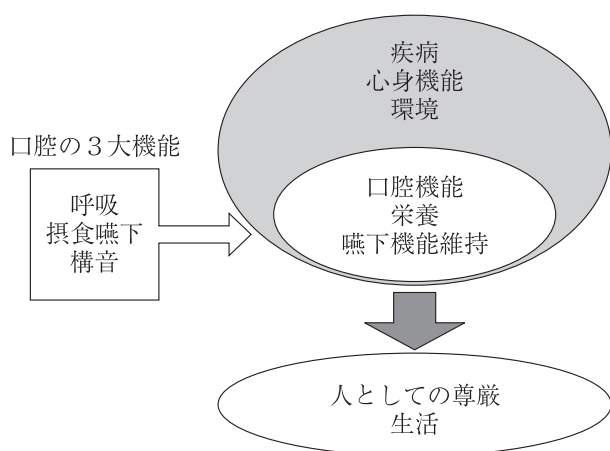 疾病
心身機能
環境
口腔の３大機能
呼吸
摂食嚥下
構音
口腔機能
栄養
嚥下機能維持
人としての尊厳
生活